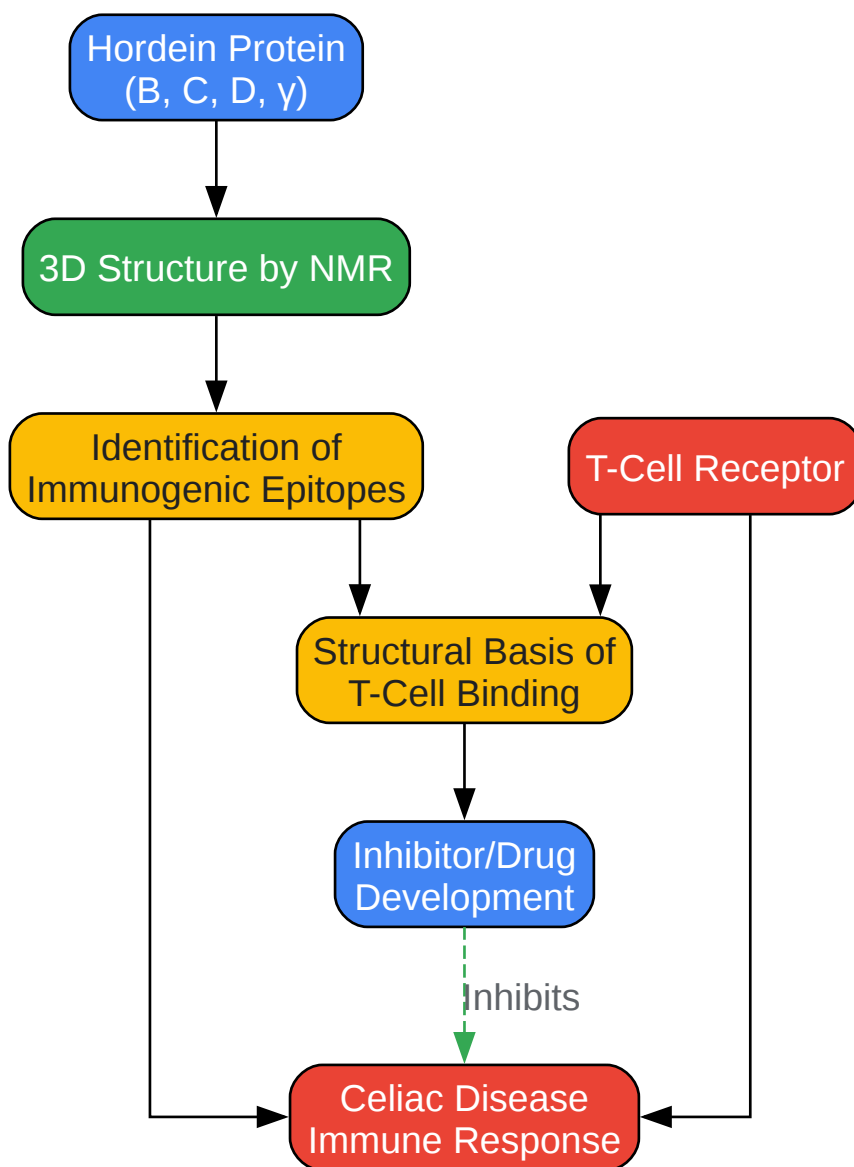 Hordein Protein
(B, C, D, γ)
3D Structure by NMR
Identification of
Immunogenic Epitopes
T-Cell Receptor
Structural Basis of
T-Cell Binding
Inhibitor/Drug
Development
Inhibits
Celiac Disease
Immune Response